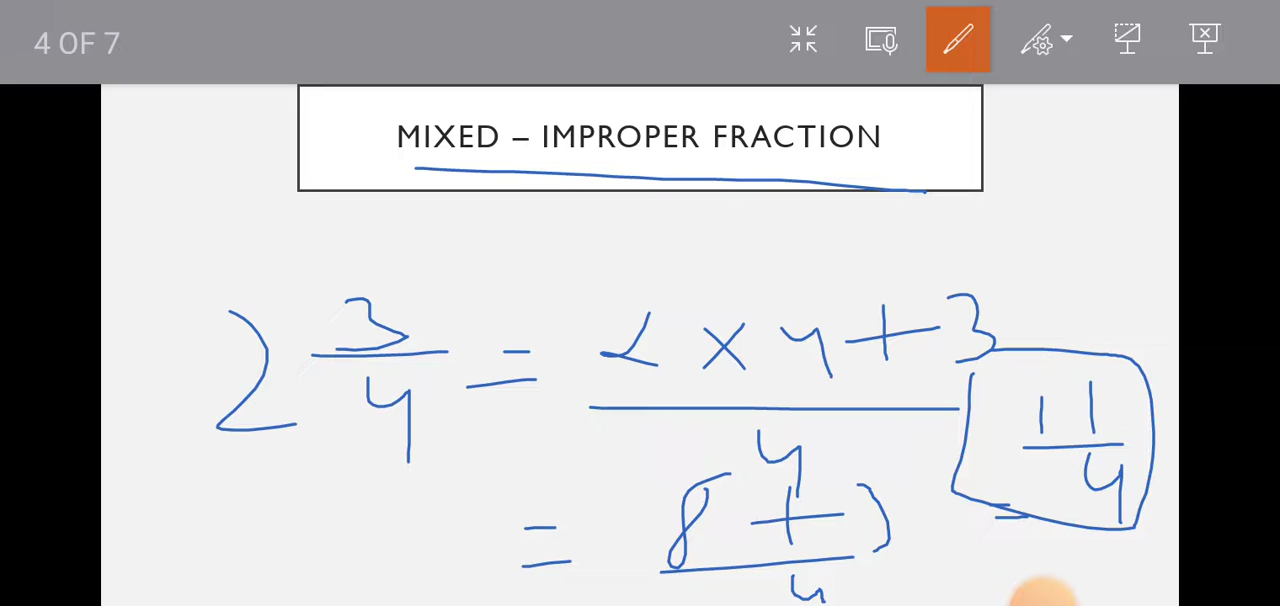 4 OF 7
MIXED – IMPROPER FRACTION
2 3/4 = 2 × 4 + 3 / 4
= 8 + 3 / 4 = 11/4